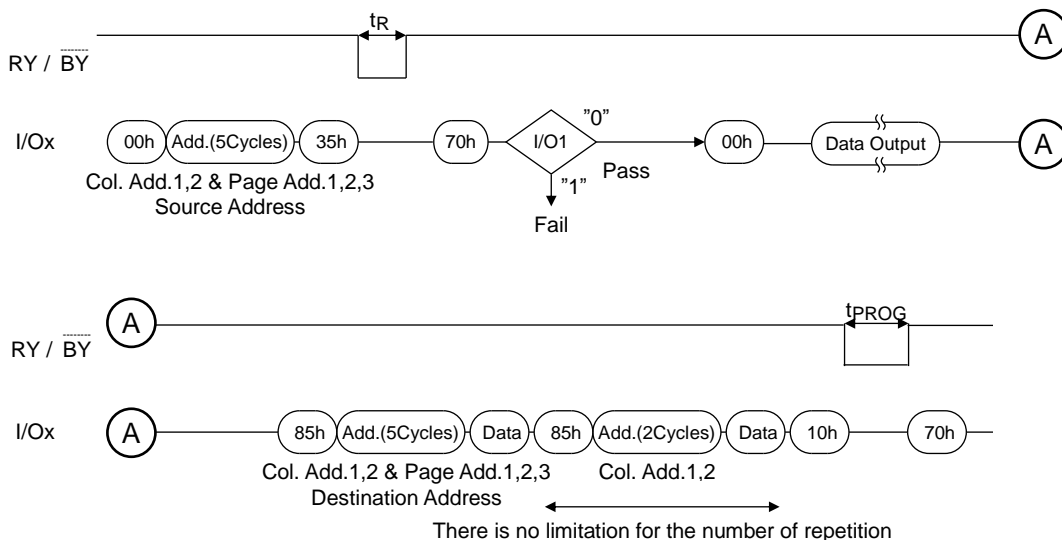 tR
A
RY / BY
I/Ox
00h
Add.(5Cycles)
35h
70h
I/O1
"0"
Pass
"1"
Fail
00h
Data Output
A
Col. Add.1,2 & Page Add.1,2,3
Source Address
A
tPROG
RY / BY
I/Ox
A
85h
Add.(5Cycles)
Data
85h
Add.(2Cycles)
Data
10h
70h
Col. Add.1,2 & Page Add.1,2,3
Destination Address
Col. Add.1,2
There is no limitation for the number of repetition